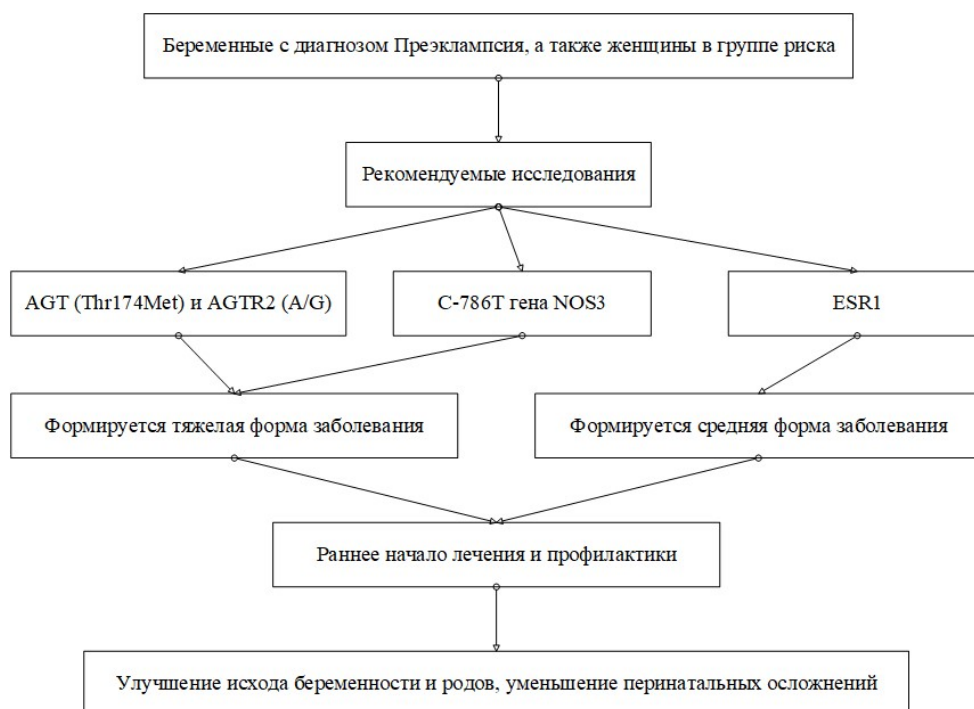 Беременные с диагнозом Преэклампсия, а также женщины в группе риска
Рекомендуемые исследования
AGT (Thr174Met) и AGTR2 (A/G)
C-786T гена NOS3
ESR1
Формируется тяжелая форма заболевания
Формируется средняя форма заболевания
Раннее начало лечения и профилактики
Улучшение исхода беременности и родов, уменьшение перинатальных осложнений